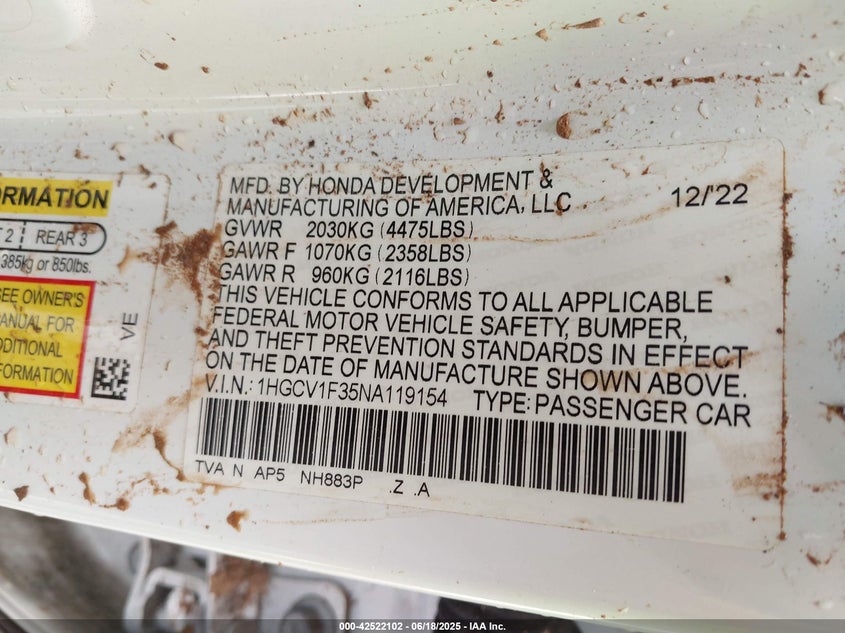 ORMATION
2 REAR 3
385kg or 850lbs.
EE OWNER'S
ANUAL FOR
DDITIONAL
FORMATION
VE
MFD. BY HONDA DEVELOPMENT &
MANUFACTURING OF AMERICA, LLC 12/'22
GVWR 2030KG (4475LBS)
GAWR F 1070KG (2358LBS)
GAWR R 960KG (2116LBS)
THIS VEHICLE CONFORMS TO ALL APPLICABLE
FEDERAL MOTOR VEHICLE SAFETY, BUMPER,
AND THEFT PREVENTION STANDARDS IN EFFECT
ON THE DATE OF MANUFACTURE SHOWN ABOVE.
V.I.N.: 1HGCV1F35NA119154 TYPE: PASSENGER CAR
TVA N AP5 NH883P .Z .A
000-42522102 - 06/18/2025 - IAA Inc.